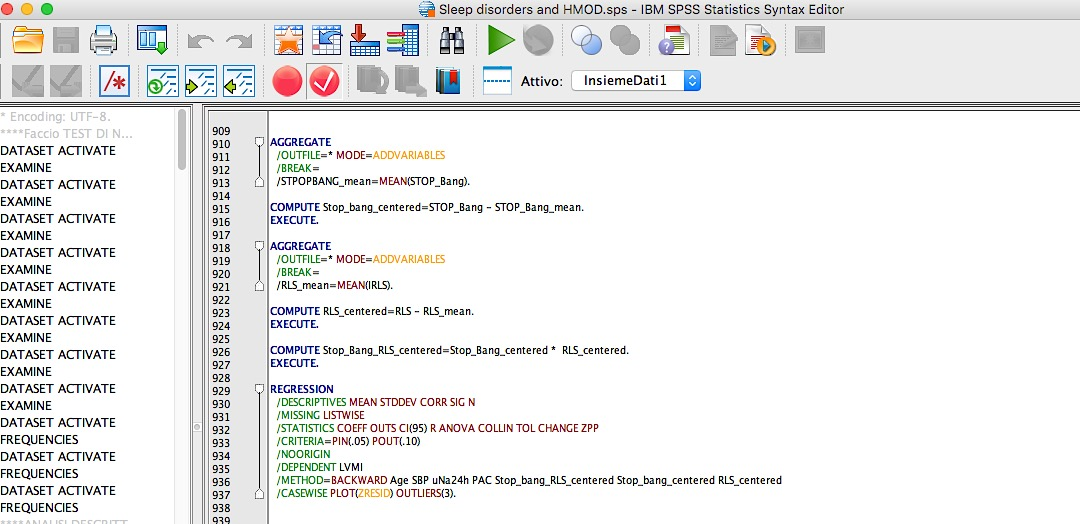 Sleep disorders and HMOD.sps - IBM SPSS Statistics Syntax Editor
Attivo: InsiemeDati1
* Encoding: UTF-8.
****Faccio TEST DI N...
DATASET ACTIVATE
EXAMINE
DATASET ACTIVATE
EXAMINE
DATASET ACTIVATE
EXAMINE
DATASET ACTIVATE
EXAMINE
DATASET ACTIVATE
EXAMINE
DATASET ACTIVATE
EXAMINE
DATASET ACTIVATE
EXAMINE
DATASET ACTIVATE
EXAMINE
DATASET ACTIVATE
FREQUENCIES
DATASET ACTIVATE
FREQUENCIES
DATASET ACTIVATE
FREQUENCIES
****ANALISI DESCRITT
909
910 AGGREGATE
911 /OUTFILE=* MODE=ADDVARIABLES
912 /BREAK=
913 /STPOPBANG_mean=MEAN(STOP_Bang).
914
915 COMPUTE Stop_bang_centered=STOP_Bang - STOP_Bang_mean.
916 EXECUTE.
917
918 AGGREGATE
919 /OUTFILE=* MODE=ADDVARIABLES
920 /BREAK=
921 /RLS_mean=MEAN(IRLS).
922
923 COMPUTE RLS_centered=RLS - RLS_mean.
924 EXECUTE.
925
926 COMPUTE Stop_Bang_RLS_centered=Stop_Bang_centered * RLS_centered.
927 EXECUTE.
928
929 REGRESSION
930 /DESCRIPTIVES MEAN STDDEV CORR SIG N
931 /MISSING LISTWISE
932 /STATISTICS COEFF OUTS CI(95) R ANOVA COLLIN TOL CHANGE ZPP
933 /CRITERIA=PIN(.05) POUT(.10)
934 /NOORIGIN
935 /DEPENDENT LVMI
936 /METHOD=BACKWARD Age SBP uNa24h PAC Stop_bang_RLS_centered Stop_bang_centered RLS_centered
937 /CASEWISE PLOT(ZRESID) OUTLIERS(3).
938
939